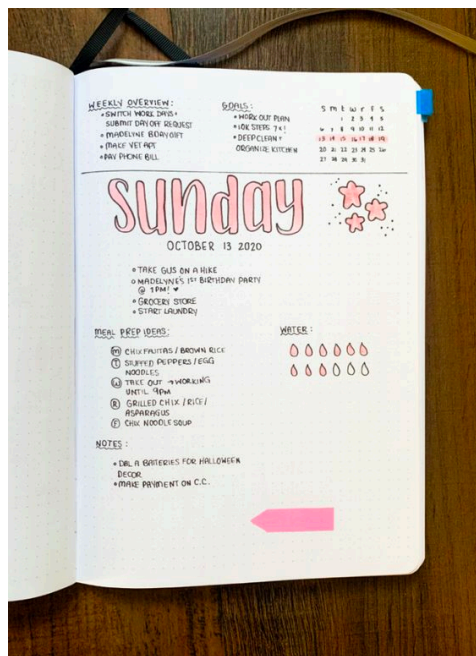 WEEKLY OVERVIEW:
• SWITCH WORK DAYS +
SUBMIT DAY OFF REQUEST
• MADELYNE BDAY GIFT
• MAKE VET APT
• PAY PHONE BILL
GOALS:
• WORK OUT PLAN
• 10K STEPS
• DEEP CLEAN +
ORGANIZE KITCHEN
S M T W R F S
1 2 3 4 5
6 7 8 9 10 11 12
13 14 15 16 17 18 19
20 21 22 23 24 25 26
27 28 29 30 31
sunday
OCTOBER 13 2020
• TAKE GUS ON A HIKE
• MADELYNE'S 1ST BIRTHDAY PARTY
@ 1PM! ♥
• GROCERY STORE
• START LAUNDRY
MEAL PREP IDEAS:
M CHIX FAJITAS / BROWN RICE
T STUFFED PEPPERS / EGG
NOODLES
W TAKE OUT → WORKING
UNTIL 9PM
R GRILLED CHIX / RICE /
ASPARAGUS
F CHIX NOODLE SOUP
WATER:
NOTES:
• DBL A BATTERIES FOR HALLOWEEN
DECOR
• MAKE PAYMENT ON C.C.